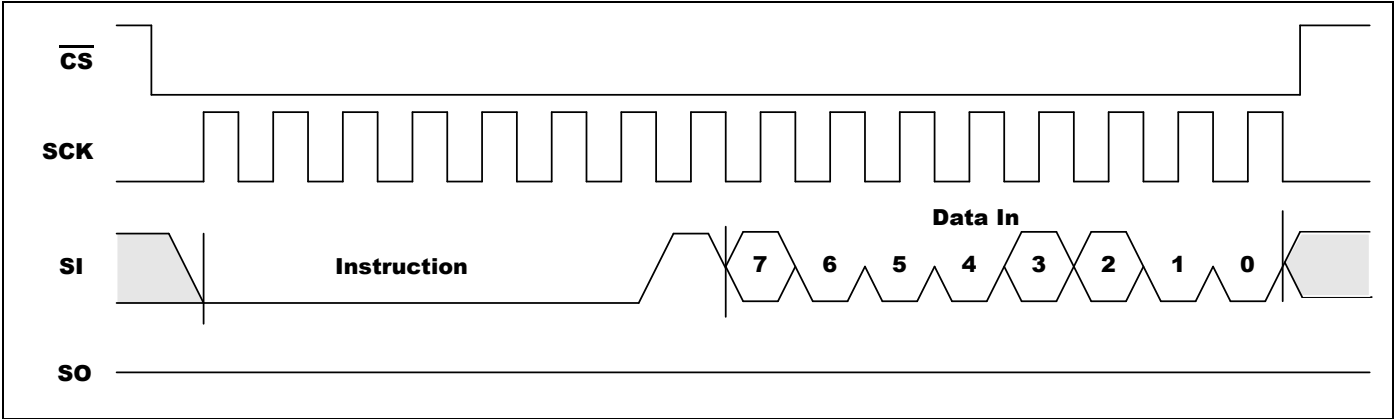 CS
SCK
Data In
SI Instruction 7 6 5 4 3 2 1 0
SO